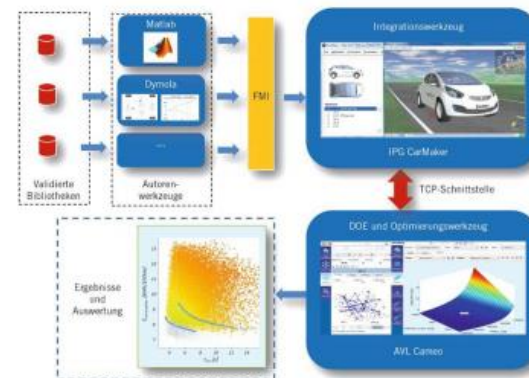 Matlab
Dymola
....
FMI
Integrationswerkzeug
IPG CarMaker
Validierte
Bibliotheken
Autoren-
werkzeuge
TCP-Schnittstelle
DOE und Optimierungswerkzeug
AVL Cameo
Ergebnisse
und
Auswertung